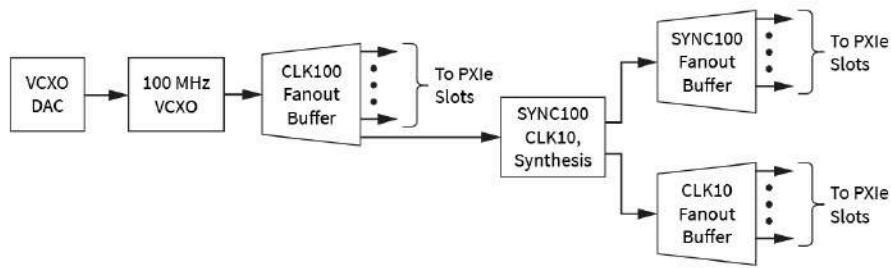 VCXO
DAC
100 MHz
VCXO
CLK100
Fanout
Buffer
To PXIe
Slots
SYNC100
CLK10,
Synthesis
SYNC100
Fanout
Buffer
To PXIe
Slots
CLK10
Fanout
Buffer
To PXIe
Slots